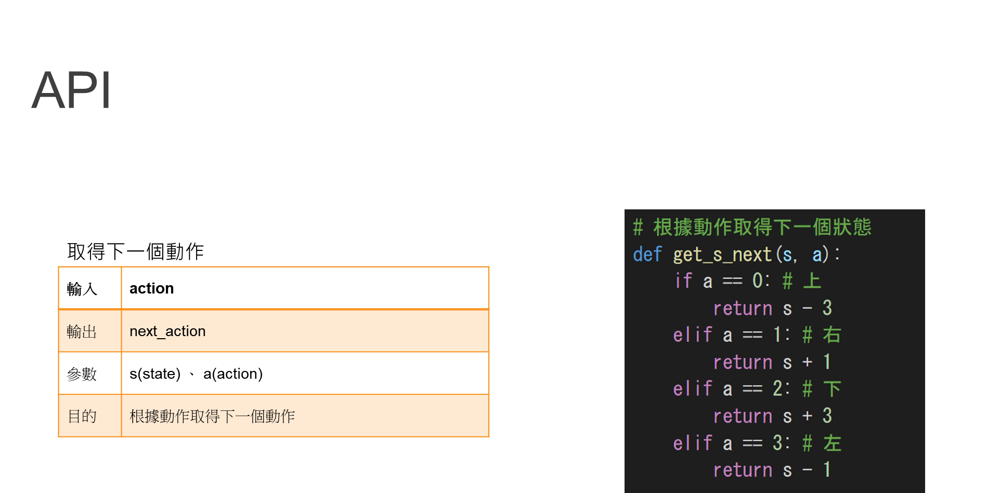 API
取得下一個動作
輸入 action
輸出 next_action
參數 s(state) 、 a(action)
目的 根據動作取得下一個動作
# 根據動作取得下一個狀態
def get_s_next(s, a):
    if a == 0: # 上
        return s - 3
    elif a == 1: # 右
        return s + 1
    elif a == 2: # 下
        return s + 3
    elif a == 3: # 左
        return s - 1